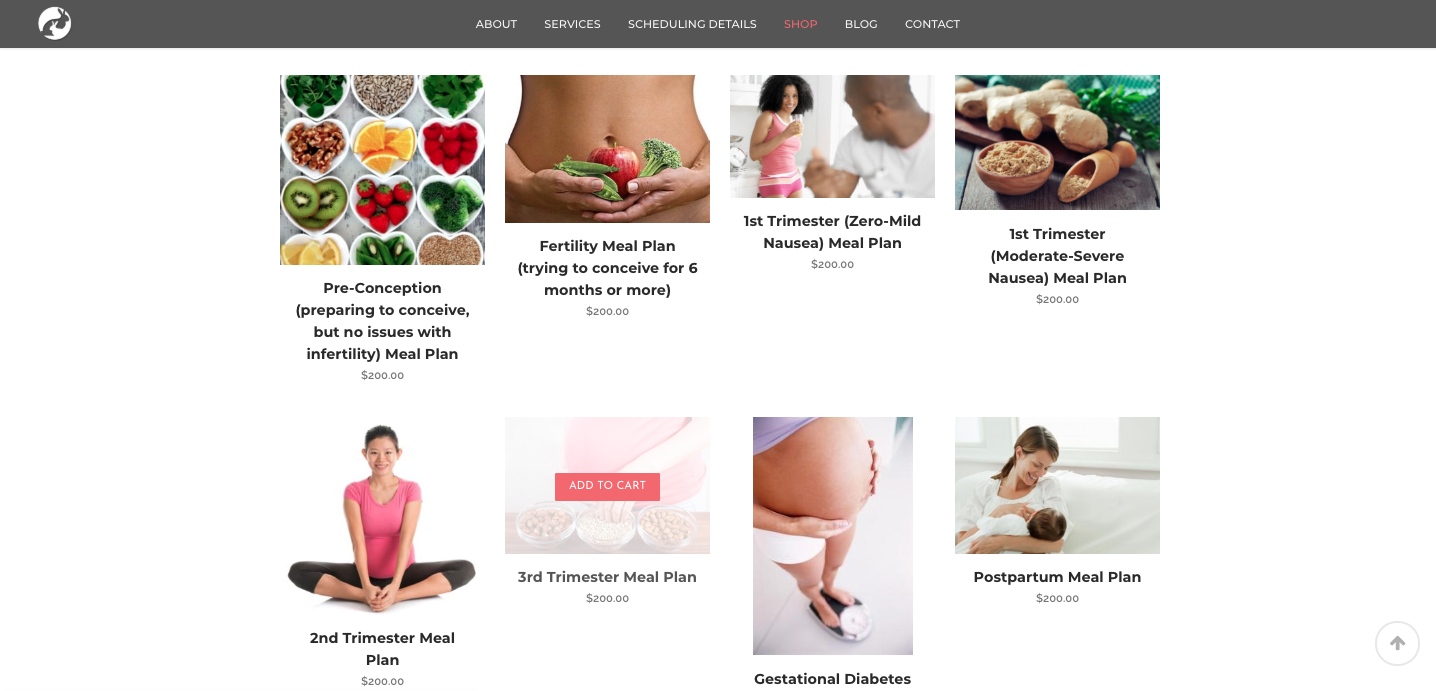 ABOUT
SERVICES
SCHEDULING DETAILS
SHOP
BLOG
CONTACT
Pre-Conception
(preparing to conceive,
but no issues with
infertility) Meal Plan
$200.00
Fertility Meal Plan
(trying to conceive for 6
months or more)
$200.00
1st Trimester (Zero-Mild
Nausea) Meal Plan
$200.00
1st Trimester
(Moderate-Severe
Nausea) Meal Plan
$200.00
2nd Trimester Meal
Plan
$200.00
ADD TO CART
3rd Trimester Meal Plan
$200.00
Gestational Diabetes
Postpartum Meal Plan
$200.00